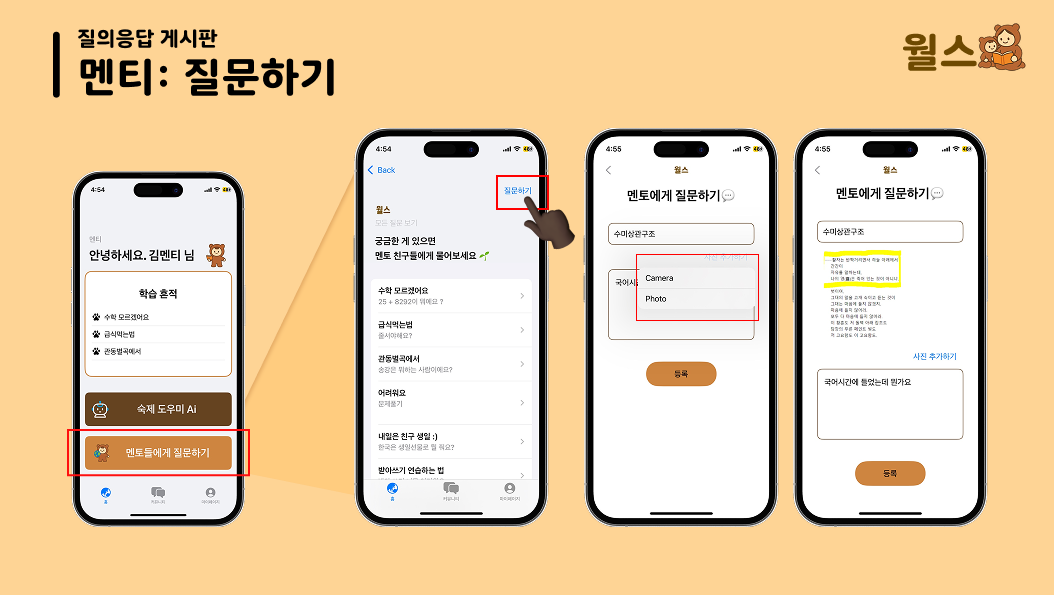 질의응답 게시판
멘티: 질문하기
월스
4:54
멘티
안녕하세요. 김멘티 님
학습 흔적
수학 모르겠어요
급식먹는법
관동별곡에서
숙제 도우미 Ai
멘토들에게 질문하기
홈
커뮤니티
마이페이지
4:54
Back
질문하기
월스
모든 질문 보기
궁금한 게 있으면
멘토 친구들에게 물어보세요
수학 모르겠어요
25 + 8292이 뭐예요 ?
급식먹는법
줄서야해요?
관동별곡에서
송강은 뭐하는 사람이에요?
어려워요
문제풀기
내일은 친구 생일 :)
한국은 생일선물로 뭘 줘요?
받아쓰기 연습하는 법
홈
커뮤니티
마이페이지
4:55
월스
멘토에게 질문하기
수미상관구조
사진 추가하기
국어시간
Camera
Photo
등록
4:55
월스
멘토에게 질문하기
수미상관구조
사진 추가하기
국어시간에 들었는데 뭔가요
등록